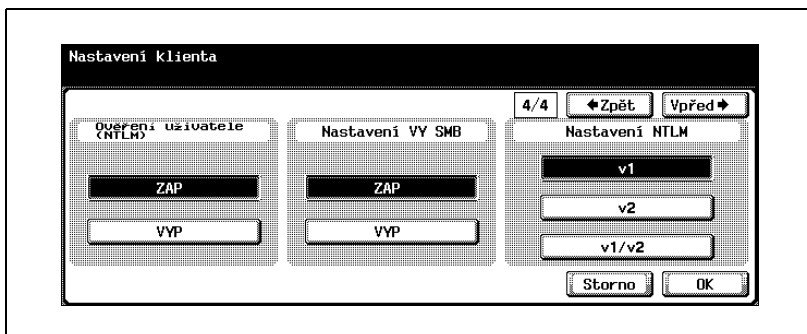 Nastavení klienta
4/4 Zpět Vpřed
Ověření uživatele
(NTLM)
ZAP
VYP
Nastavení VY SMB
ZAP
VYP
Nastavení NTLM
v1
v2
v1/v2
Storno OK